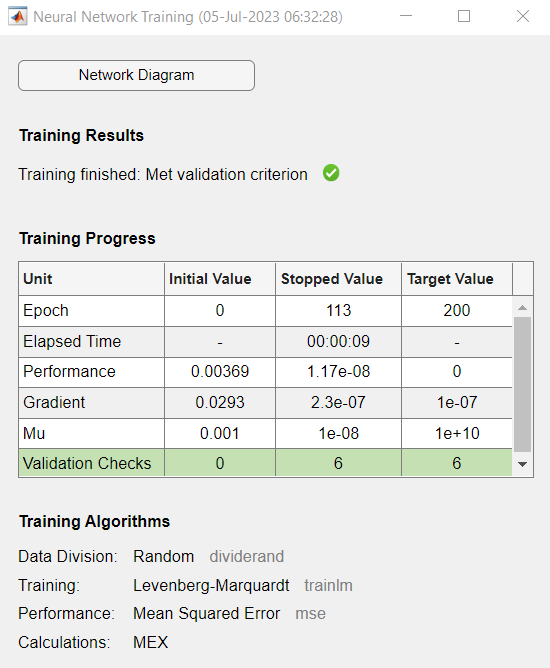 Neural Network Training (05-Jul-2023 06:32:28)
Network Diagram
Training Results
Training finished: Met validation criterion
Training Progress
Unit Initial Value Stopped Value Target Value
Epoch 0 113 200
Elapsed Time - 00:00:09 -
Performance 0.00369 1.17e-08 0
Gradient 0.0293 2.3e-07 1e-07
Mu 0.001 1e-08 1e+10
Validation Checks 0 6 6
Training Algorithms
Data Division: Random dividerand
Training: Levenberg-Marquardt trainlm
Performance: Mean Squared Error mse
Calculations: MEX